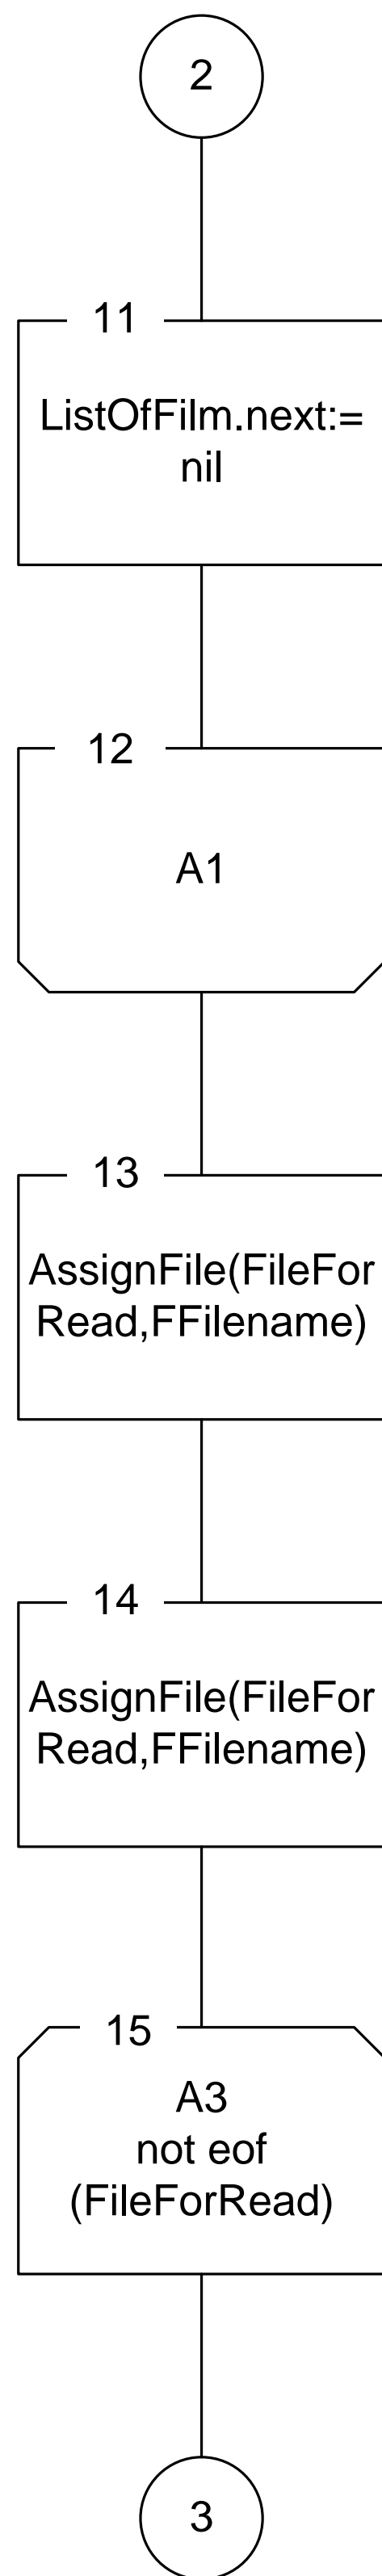 2
11
ListOfFilm.next:=
nil
12
A1
13
AssignFile(FileFor
Read,FFilename)
14
AssignFile(FileFor
Read,FFilename)
15
A3
not eof
(FileForRead)
3